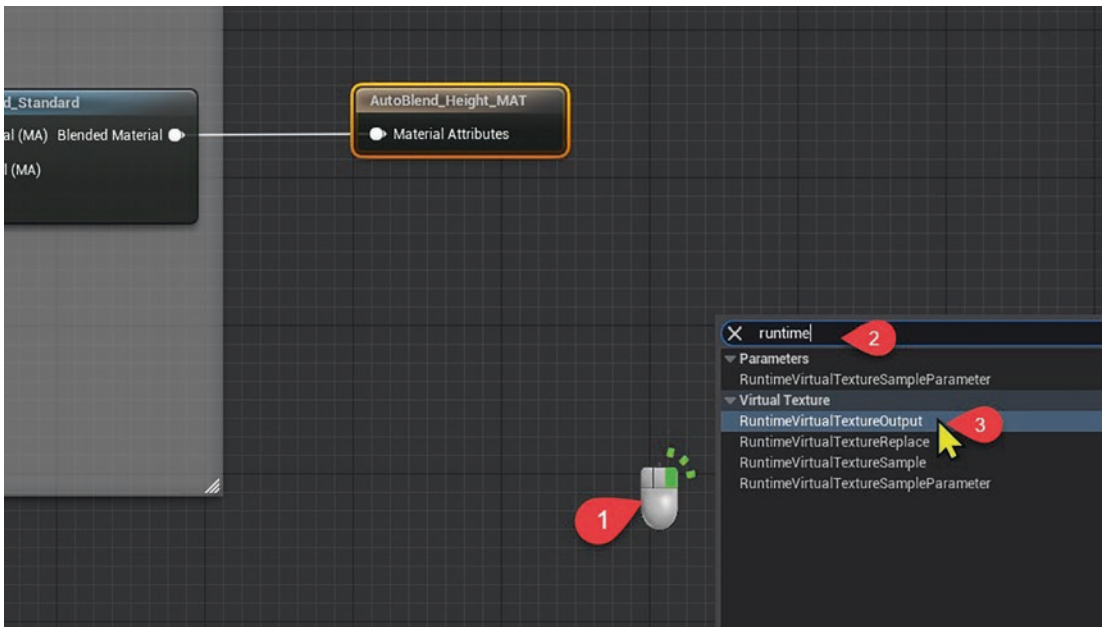 d_Standard
al (MA) Blended Material
l (MA)
AutoBlend_Height_MAT
Material Attributes
runtime
2
Parameters
RuntimeVirtualTextureSampleParameter
Virtual Texture
RuntimeVirtualTextureOutput
3
RuntimeVirtualTextureReplace
RuntimeVirtualTextureSample
RuntimeVirtualTextureSampleParameter
1